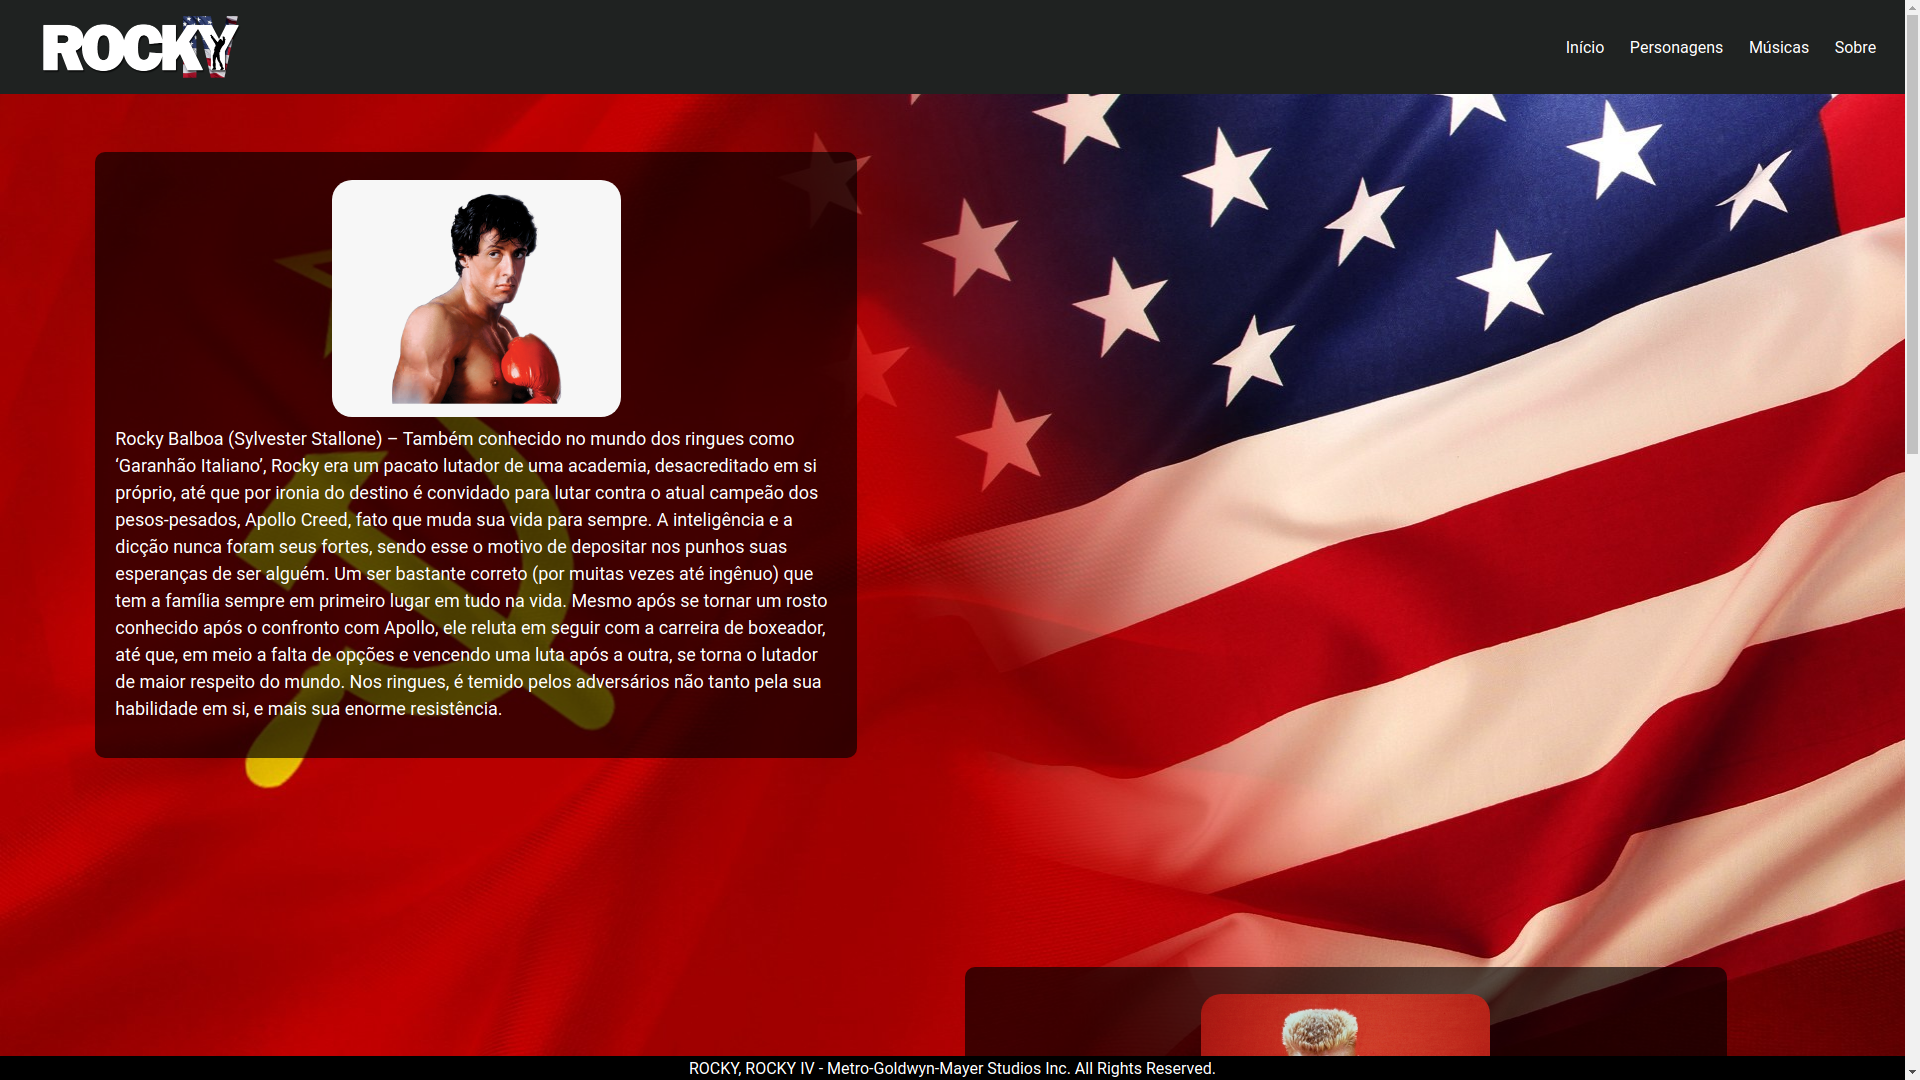 ROCKY
Início
Personagens
Músicas
Sobre
Rocky Balboa (Sylvester Stallone) – Também conhecido no mundo dos ringues como
‘Garanhão Italiano’, Rocky era um pacato lutador de uma academia, desacreditado em si
próprio, até que por ironia do destino é convidado para lutar contra o atual campeão dos
pesos-pesados, Apollo Creed, fato que muda sua vida para sempre. A inteligência e a
dicção nunca foram seus fortes, sendo esse o motivo de depositar nos punhos suas
esperanças de ser alguém. Um ser bastante correto (por muitas vezes até ingênuo) que
tem a família sempre em primeiro lugar em tudo na vida. Mesmo após se tornar um rosto
conhecido após o confronto com Apollo, ele reluta em seguir com a carreira de boxeador,
até que, em meio a falta de opções e vencendo uma luta após a outra, se torna o lutador
de maior respeito do mundo. Nos ringues, é temido pelos adversários não tanto pela sua
habilidade em si, e mais sua enorme resistência.
ROCKY, ROCKY IV - Metro-Goldwyn-Mayer Studios Inc. All Rights Reserved.